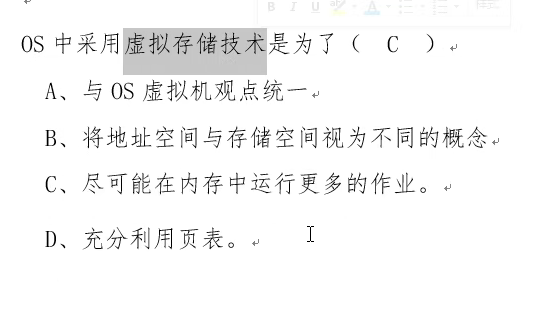 OS 中采用虚拟存储技术是为了（ C ）
A、与 OS 虚拟机观点统一
B、将地址空间与存储空间视为不同的概念
C、尽可能在内存中运行更多的作业。
D、充分利用页表。